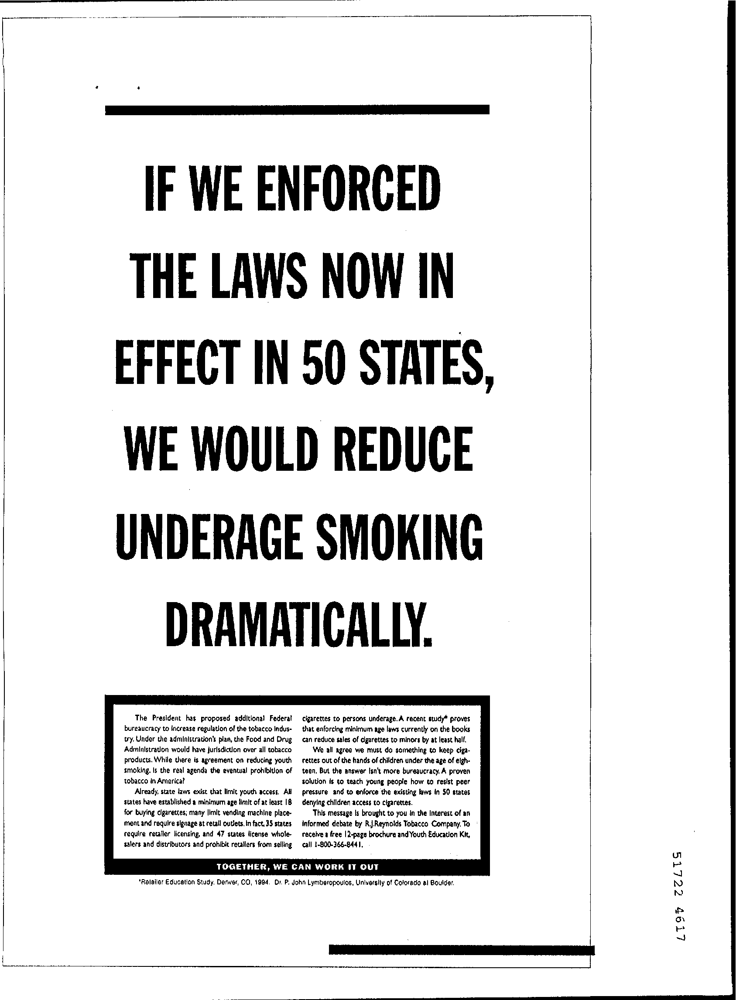 IF WE ENFORCED
THE LAWS NOW IN
EFFECT IN 50 STATES,
WE WOULD REDUCE
UNDERAGE SMOKING
DRAMATICALLY.
The President has proposed additional Federal
bureaucracy to increase regulation of the tobacco indus-
try. Under the administration's plan, the Food and Drug
Administration would have jurisdiction over all tobacco
products. While there is agreement on reducing youth
smoking, is the real agenda the eventual prohibition of
tobacco in America?
Already, state laws exist that limit youth access. All
states have established a minimum age limit of at least 18
for buying cigarettes; many limit vending machine place-
ment and require signage at retail outlets. In fact, 35 states
require retailer licensing, and 47 states license whole-
salers and distributors and prohibit retailers from selling
cigarettes to persons underage. A recent study* proves
that enforcing minimum age laws currently on the books
can reduce sales of cigarettes to minors by at least half.
We all agree we must do something to keep ciga-
rettes out of the hands of children under the age of eigh-
teen. But the answer isn't more bureaucracy. A proven
solution is to teach young people how to resist peer
pressure and to enforce the existing laws in 50 states
denying children access to cigarettes.
This message is brought to you in the interest of an
informed debate by R.J.Reynolds Tobacco Company. To
receive a free 12-page brochure and Youth Education Kit,
call 1-800-366-8441.
TOGETHER, WE CAN WORK IT OUT
*Retailer Education Study, Denver, CO, 1994. Dr. P. John Lymberopoulos, University of Colorado at Boulder.
51722 4617